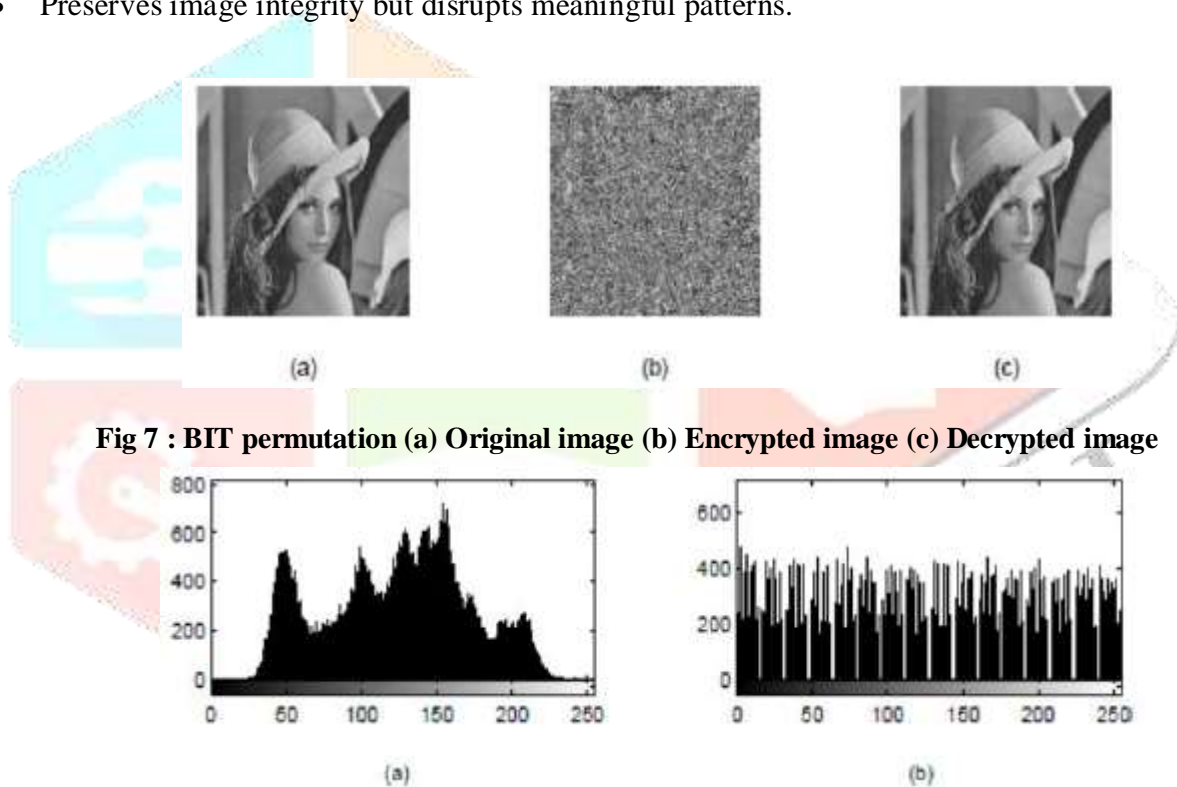 • Preserves image integrity but disrupts meaningful patterns.
(a) (b) (c)
Fig 7 : BIT permutation (a) Original image (b) Encrypted image (c) Decrypted image
800
600
400
200
0
0 50 100 150 200 250
(a)
600
400
200
0
0 50 100 150 200 250
(b)